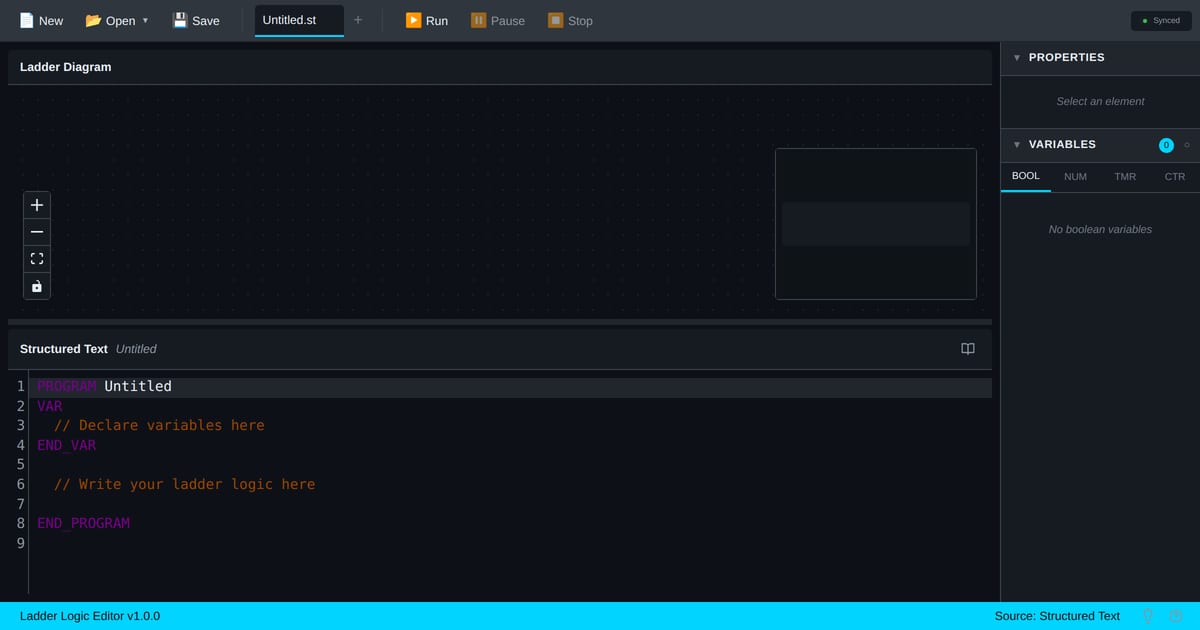 New Open ▼ Save Untitled.st + Run Pause Stop ● Synced
Ladder Diagram
▼ PROPERTIES
Select an element
▼ VARIABLES 0 ○
BOOL NUM TMR CTR
No boolean variables
Structured Text Untitled
1 PROGRAM Untitled
2 VAR
3 // Declare variables here
4 END_VAR
5
6 // Write your ladder logic here
7
8 END_PROGRAM
9
Ladder Logic Editor v1.0.0 Source: Structured Text